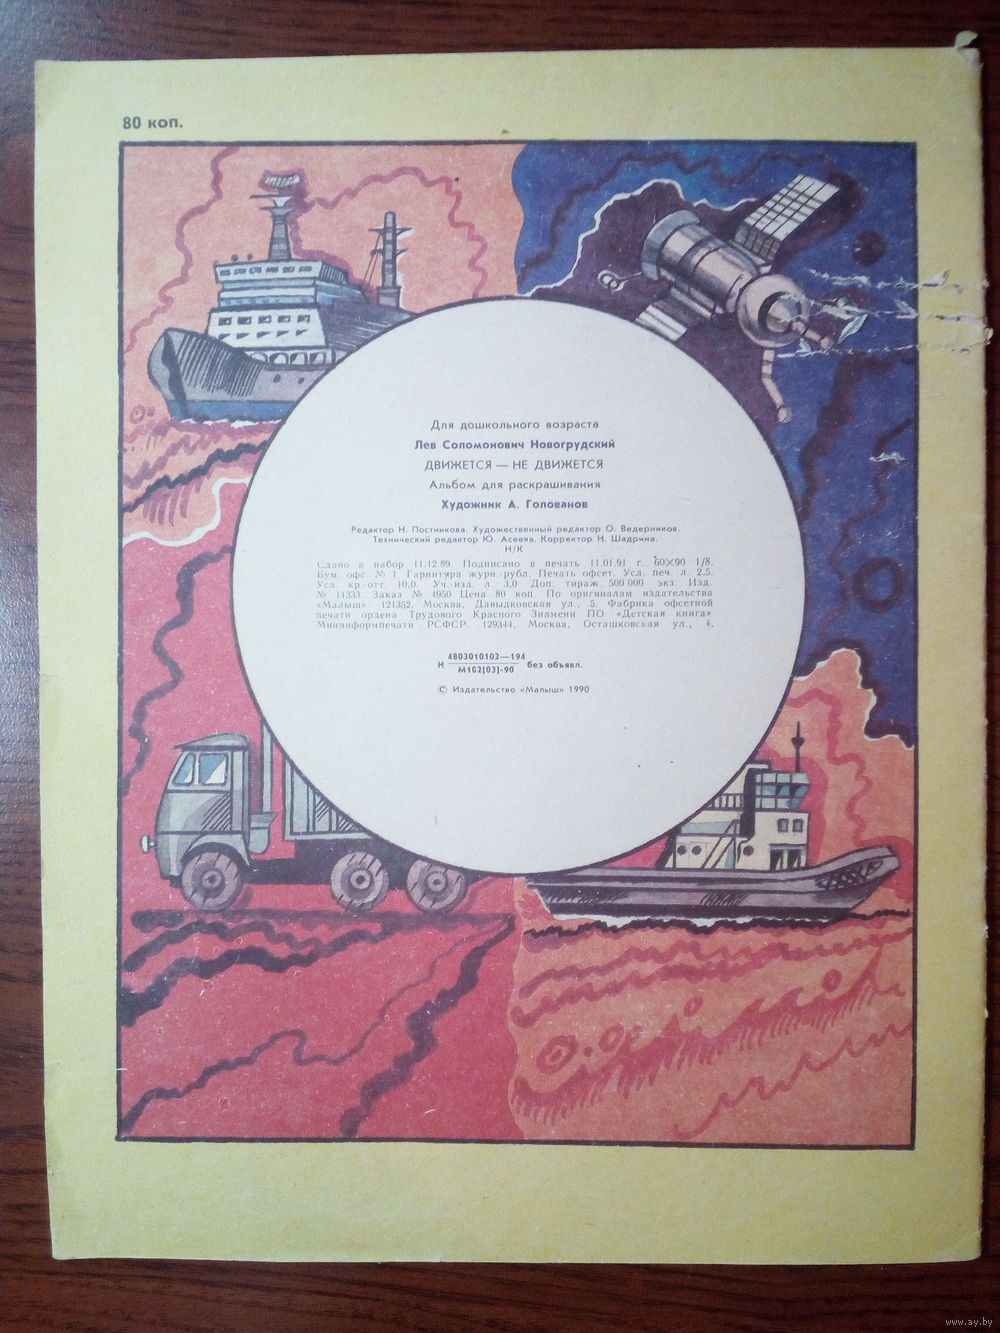 80 коп.
Для дошкольного возраста
Лев Соломонович Новогрудский
ДВИЖЕТСЯ — НЕ ДВИЖЕТСЯ
Альбом для раскрашивания
Художник А. Голованов
Редактор Н. Постникова. Художественный редактор О. Ведерников.
Технический редактор Ю. Асеева. Корректор Н. Шадрина.
Н/К
Сдано в набор 11.12.89. Подписано в печать 11.01.91 г. 60×90 1/8.
Бум. офс. № 1. Гарнитура журн. рубл. Печать офсет. Усл. печ. л. 2,5.
Усл. кр.-отт. 10,0. Уч.-изд. л. 3,0. Доп. тираж 500 000 экз. Изд.
№ 11333. Заказ № 4950 Цена 80 коп. По оригиналам издательства
«Малыш». 121352, Москва, Давыдковская ул., 5. Фабрика офсетной
печати ордена Трудового Красного Знамени ПО «Детская книга»
Мининформпечати РСФСР. 129344, Москва, Осташковская ул., 4.
4803010102—194
Н М102(03)-90 без объявл.
© Издательство «Малыш» 1990
www.ay.by